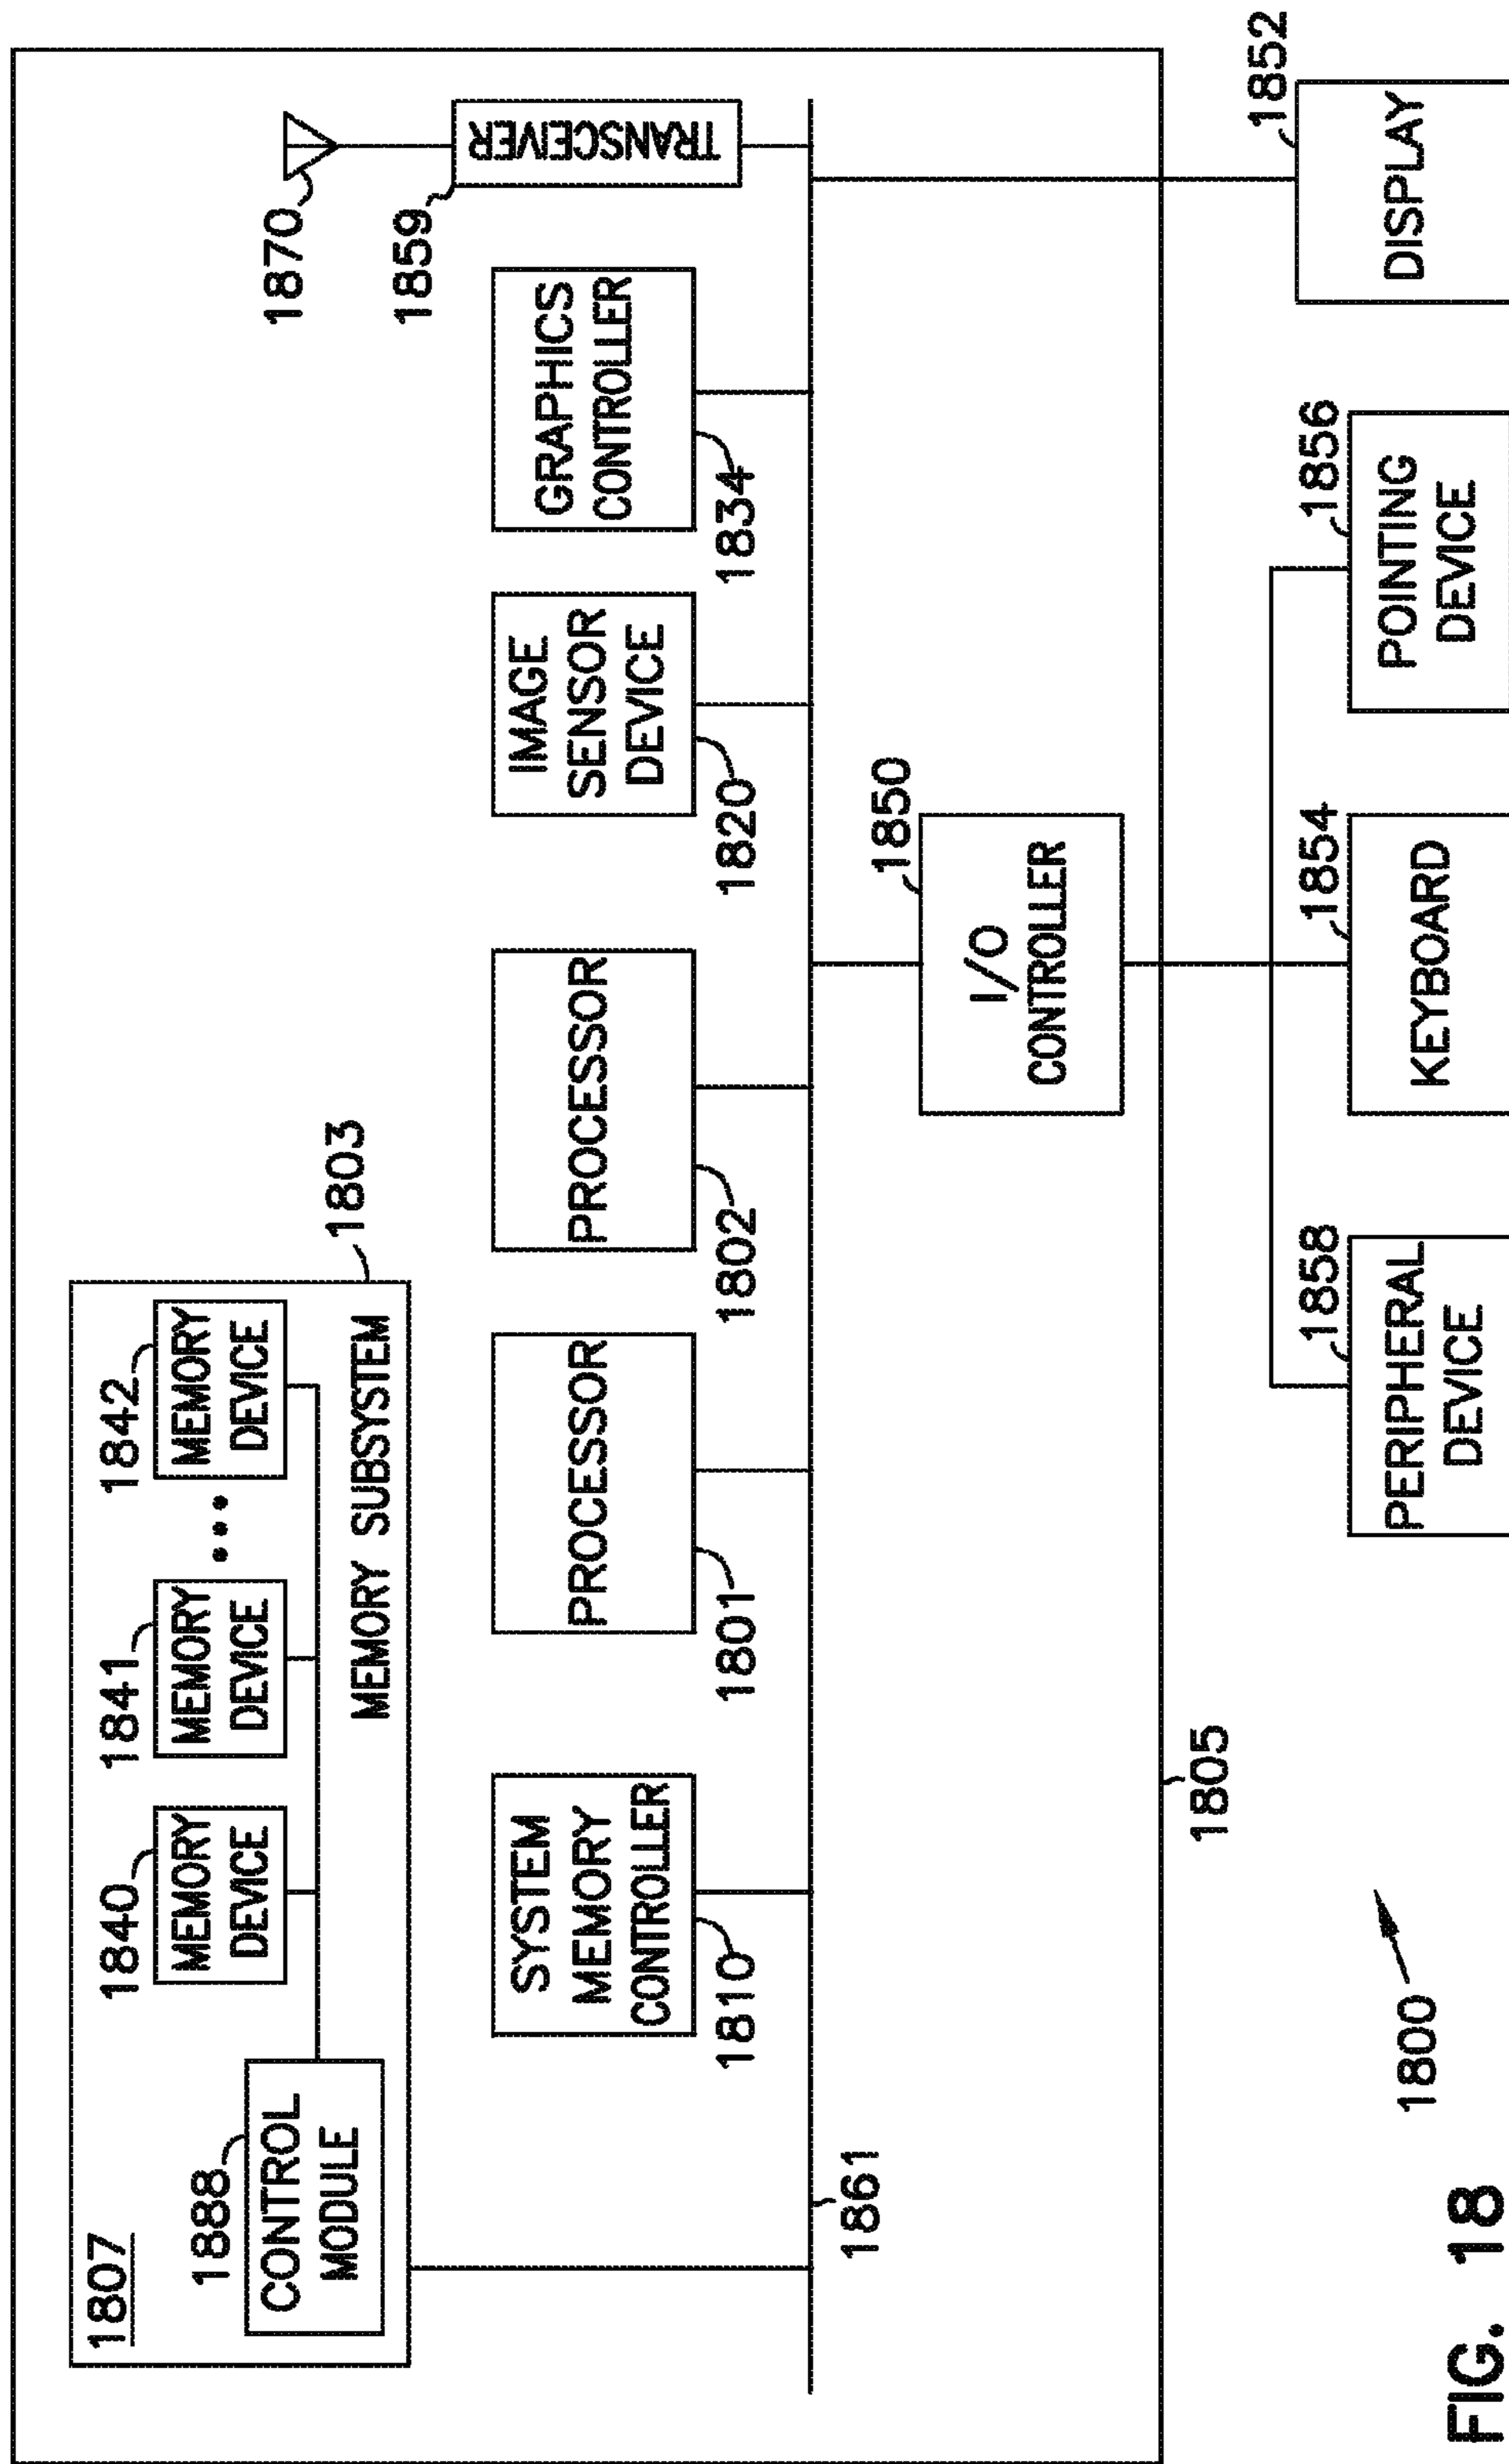 1807
1888
CONTROL
MODULE
1840
MEMORY
DEVICE
1841
MEMORY
DEVICE
...
1842
MEMORY
DEVICE
MEMORY SUBSYSTEM
1803
1870
SYSTEM
MEMORY
CONTROLLER
1810
PROCESSOR
1801
PROCESSOR
1802
IMAGE
SENSOR
DEVICE
1820
GRAPHICS
CONTROLLER
1834
1859
TRANSCEIVER
1861
1850
I/O
CONTROLLER
1805
1858
PERIPHERAL
DEVICE
1854
KEYBOARD
1856
POINTING
DEVICE
1852
DISPLAY
1800
FIG. 18